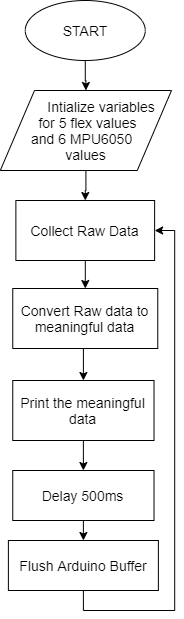 START
Intialize variables
for 5 flex values
and 6 MPU6050
values
Collect Raw Data
Convert Raw data to
meaningful data
Print the meaningful
data
Delay 500ms
Flush Arduino Buffer